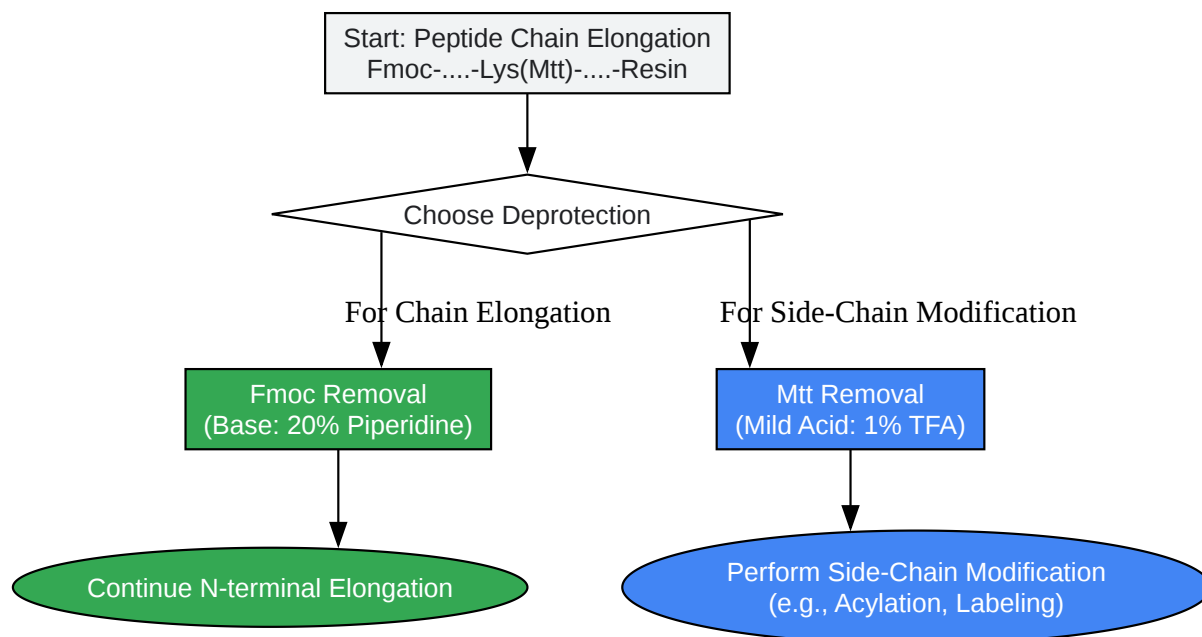 Start: Peptide Chain Elongation
Fmoc-....-Lys(Mtt)-....-Resin
Choose Deprotection
For Chain Elongation
For Side-Chain Modification
Fmoc Removal
(Base: 20% Piperidine)
Mtt Removal
(Mild Acid: 1% TFA)
Continue N-terminal Elongation
Perform Side-Chain Modification
(e.g., Acylation, Labeling)